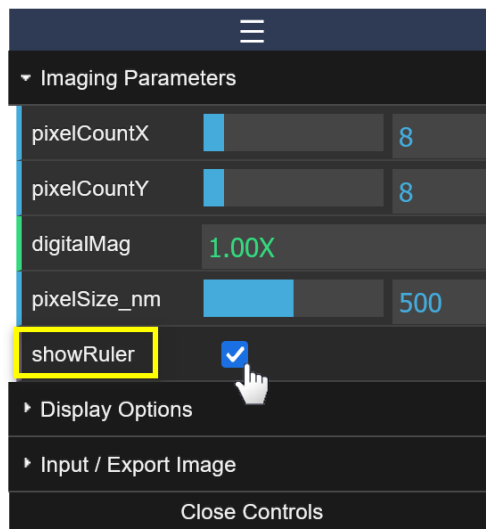 Imaging Parameters
pixelCountX 8
pixelCountY 8
digitalMag 1.00X
pixelSize_nm 500
showRuler
Display Options
Input / Export Image
Close Controls